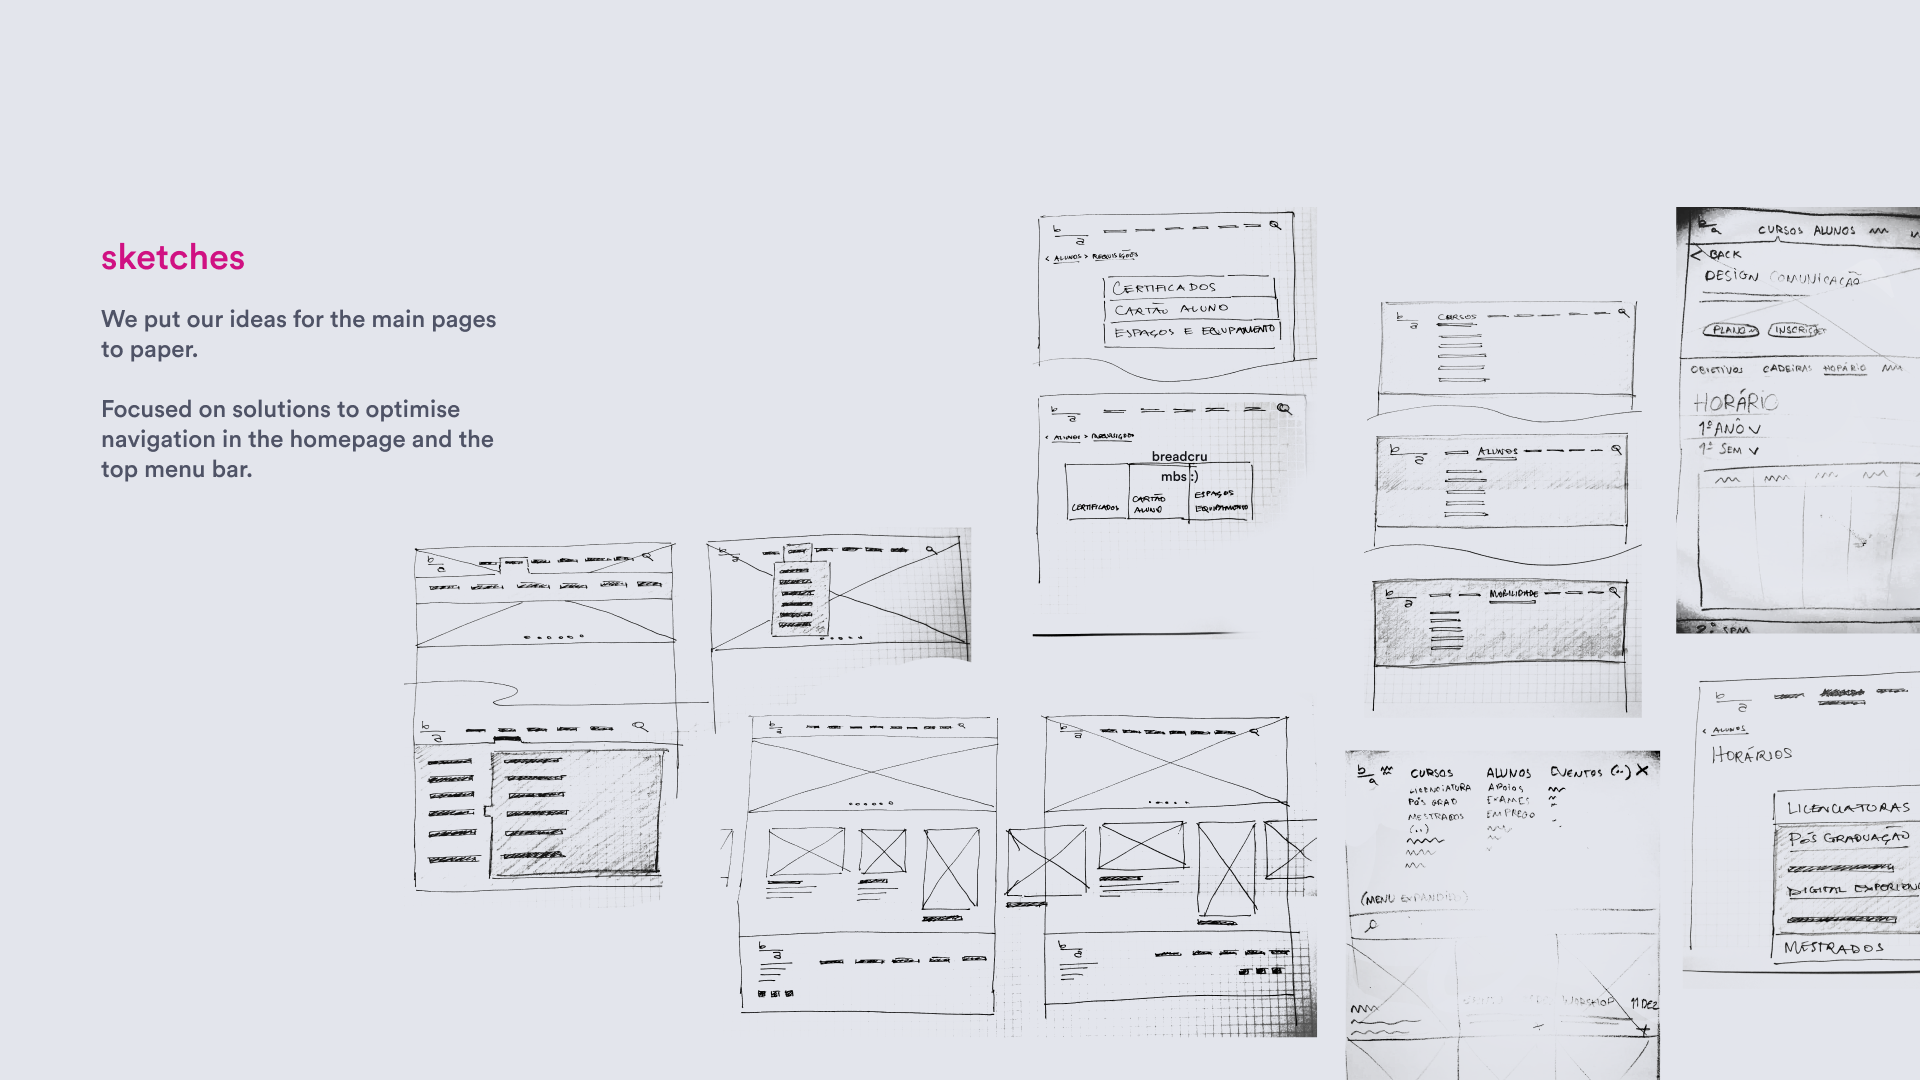 sketches
We put our ideas for the main pages
to paper.
Focused on solutions to optimise
navigation in the homepage and the
top menu bar.
b
a
< ALUNOS > REQUISIÇÕES
CERTIFICADOS
CARTÃO ALUNO
ESPAÇOS E EQUIPAMENTO
b
a
< ALUNOS > REQUISIÇÕES
breadcru
mbs :)
CERTIFICADOS
CARTÃO
ALUNO
ESPAÇOS
EQUIPAMENTO
b
a
CURSOS
b
a
ALUNOS
b
a
MOBILIDADE
b
a
CURSOS ALUNOS
< BACK
DESIGN COMUNICAÇÃO
PLANO
INSCRIÇÕES
OBJETIVOS CADEIRAS HORÁRIO
HORÁRIO
1º ANO
1º SEM
2º SEM
b
a
b
a
b
a
b
a
b
a
b
a
b
a
b
a
CURSOS ALUNOS EVENTOS (..) X
LICENCIATURA APOIOS
PÓS GRAD EXAMES
MESTRADOS EMPREGO
(..)
(MENU EXPANDIDO)
WORKSHOP 11 DEZ
b
a
< ALUNOS
HORÁRIOS
LICENCIATURAS
PÓS GRADUAÇÃO
DIGITAL EXPERIENC
MESTRADOS